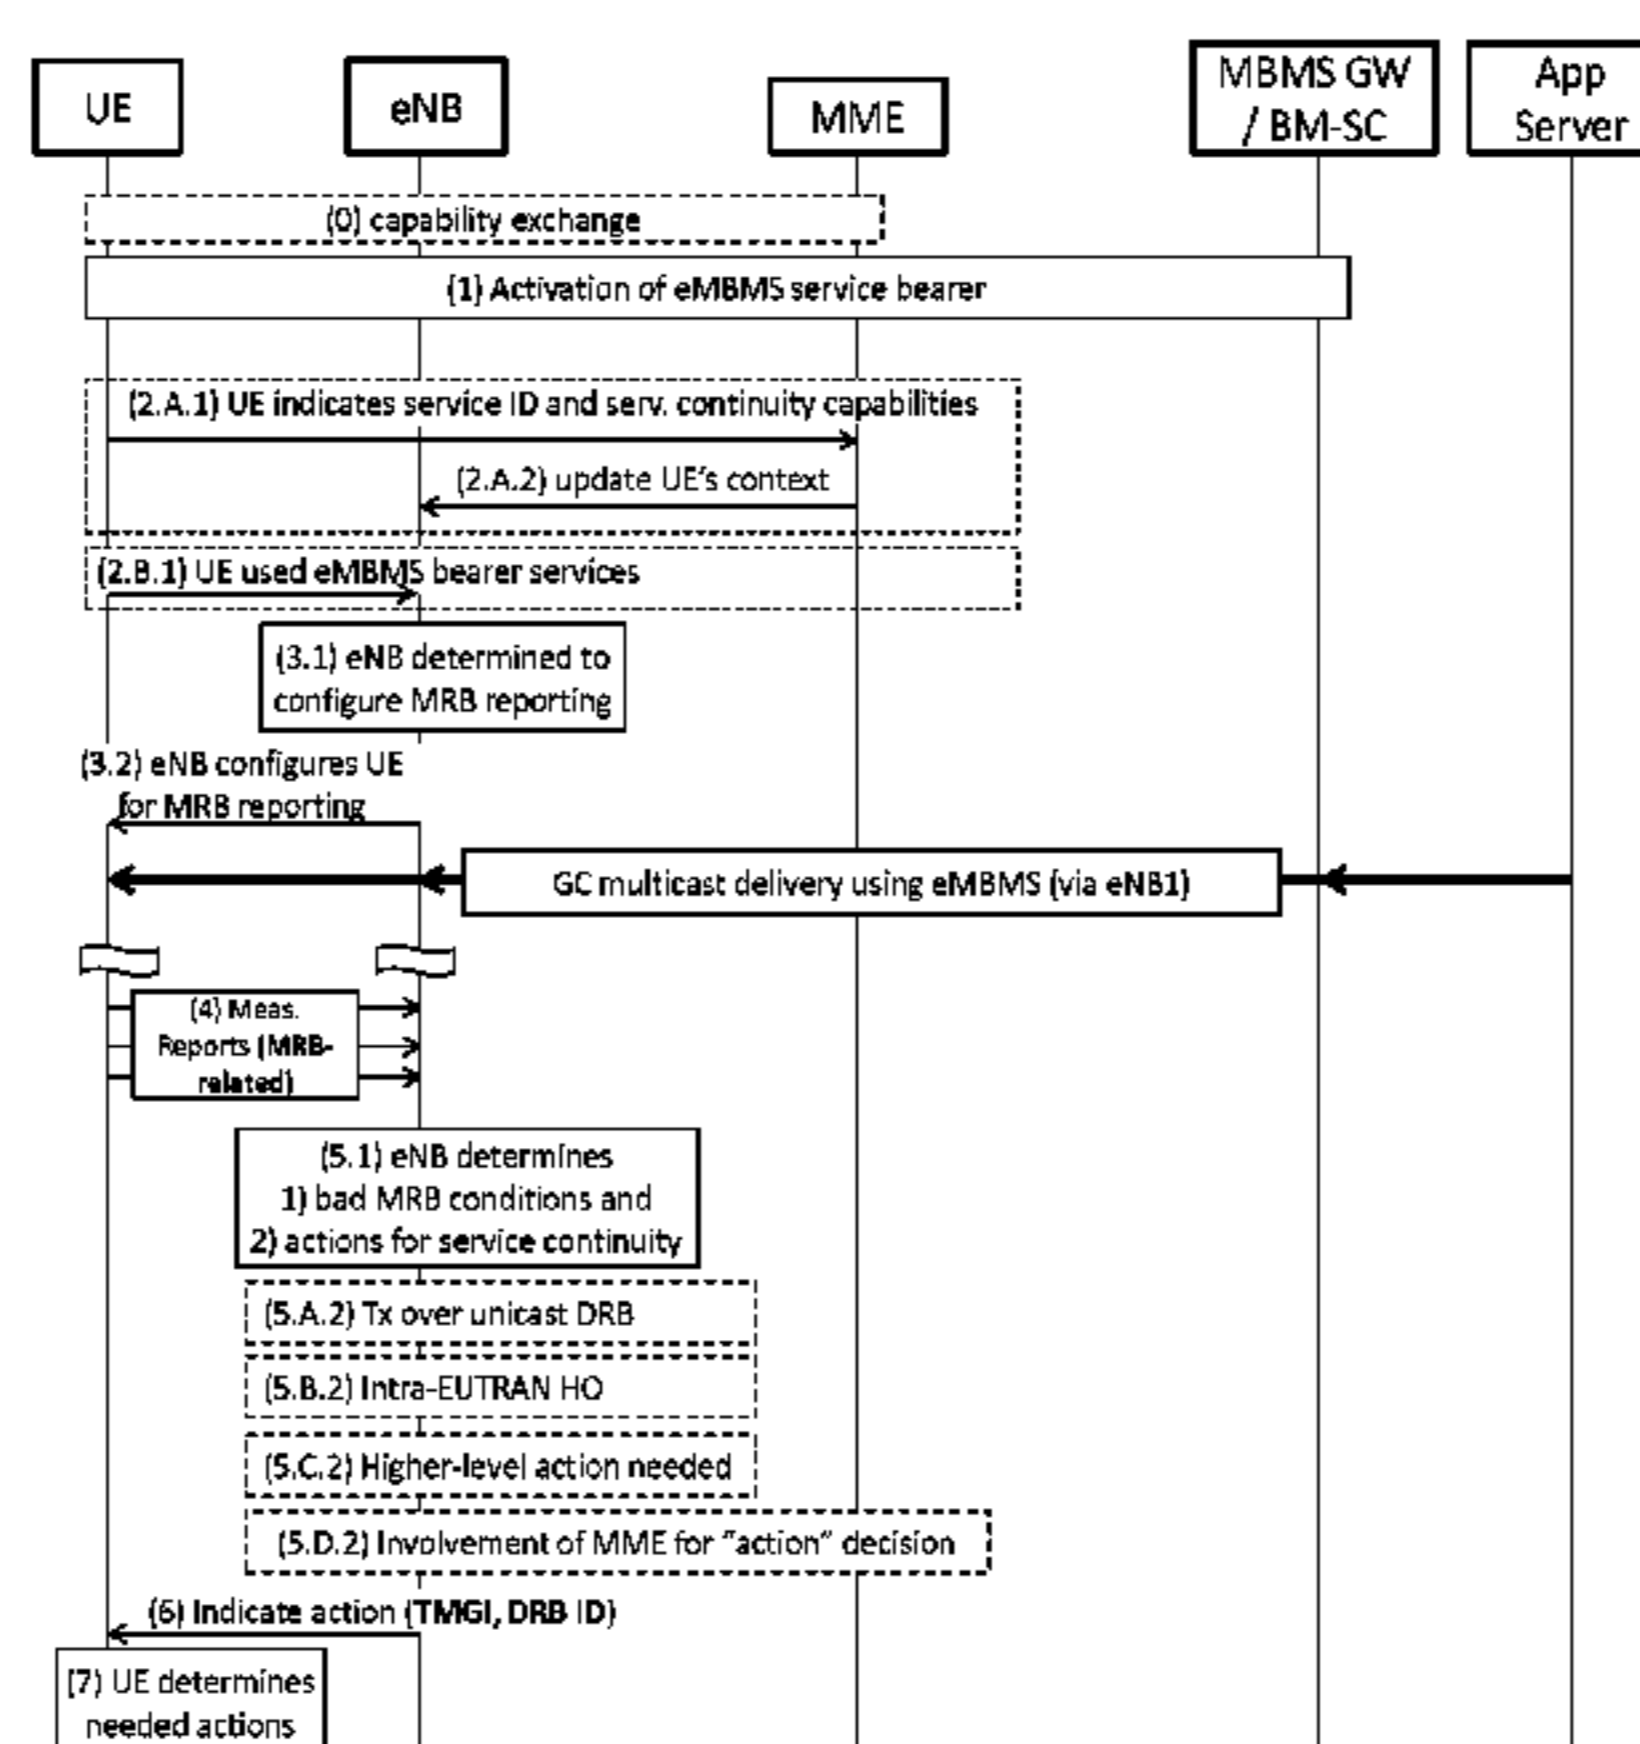 UE
eNB
MME
MBMS GW
/ BM-SC
App
Server
(0) capability exchange
(1) Activation of eMBMS service bearer
(2.A.1) UE indicates service ID and serv. continuity capabilities
(2.A.2) update UE's context
(2.B.1) UE used eMBMS bearer services
(3.1) eNB determined to
configure MRB reporting
(3.2) eNB configures UE
for MRB reporting
GC multicast delivery using eMBMS (via eNB1)
(4) Meas.
Reports (MRB-
related)
(5.1) eNB determines
1) bad MRB conditions and
2) actions for service continuity
(5.A.2) Tx over unicast DRB
(5.B.2) Intra-EUTRAN HO
(5.C.2) Higher-level action needed
(5.D.2) Involvement of MME for "action" decision
(6) Indicate action (TMGI, DRB ID)
(7) UE determines
needed actions